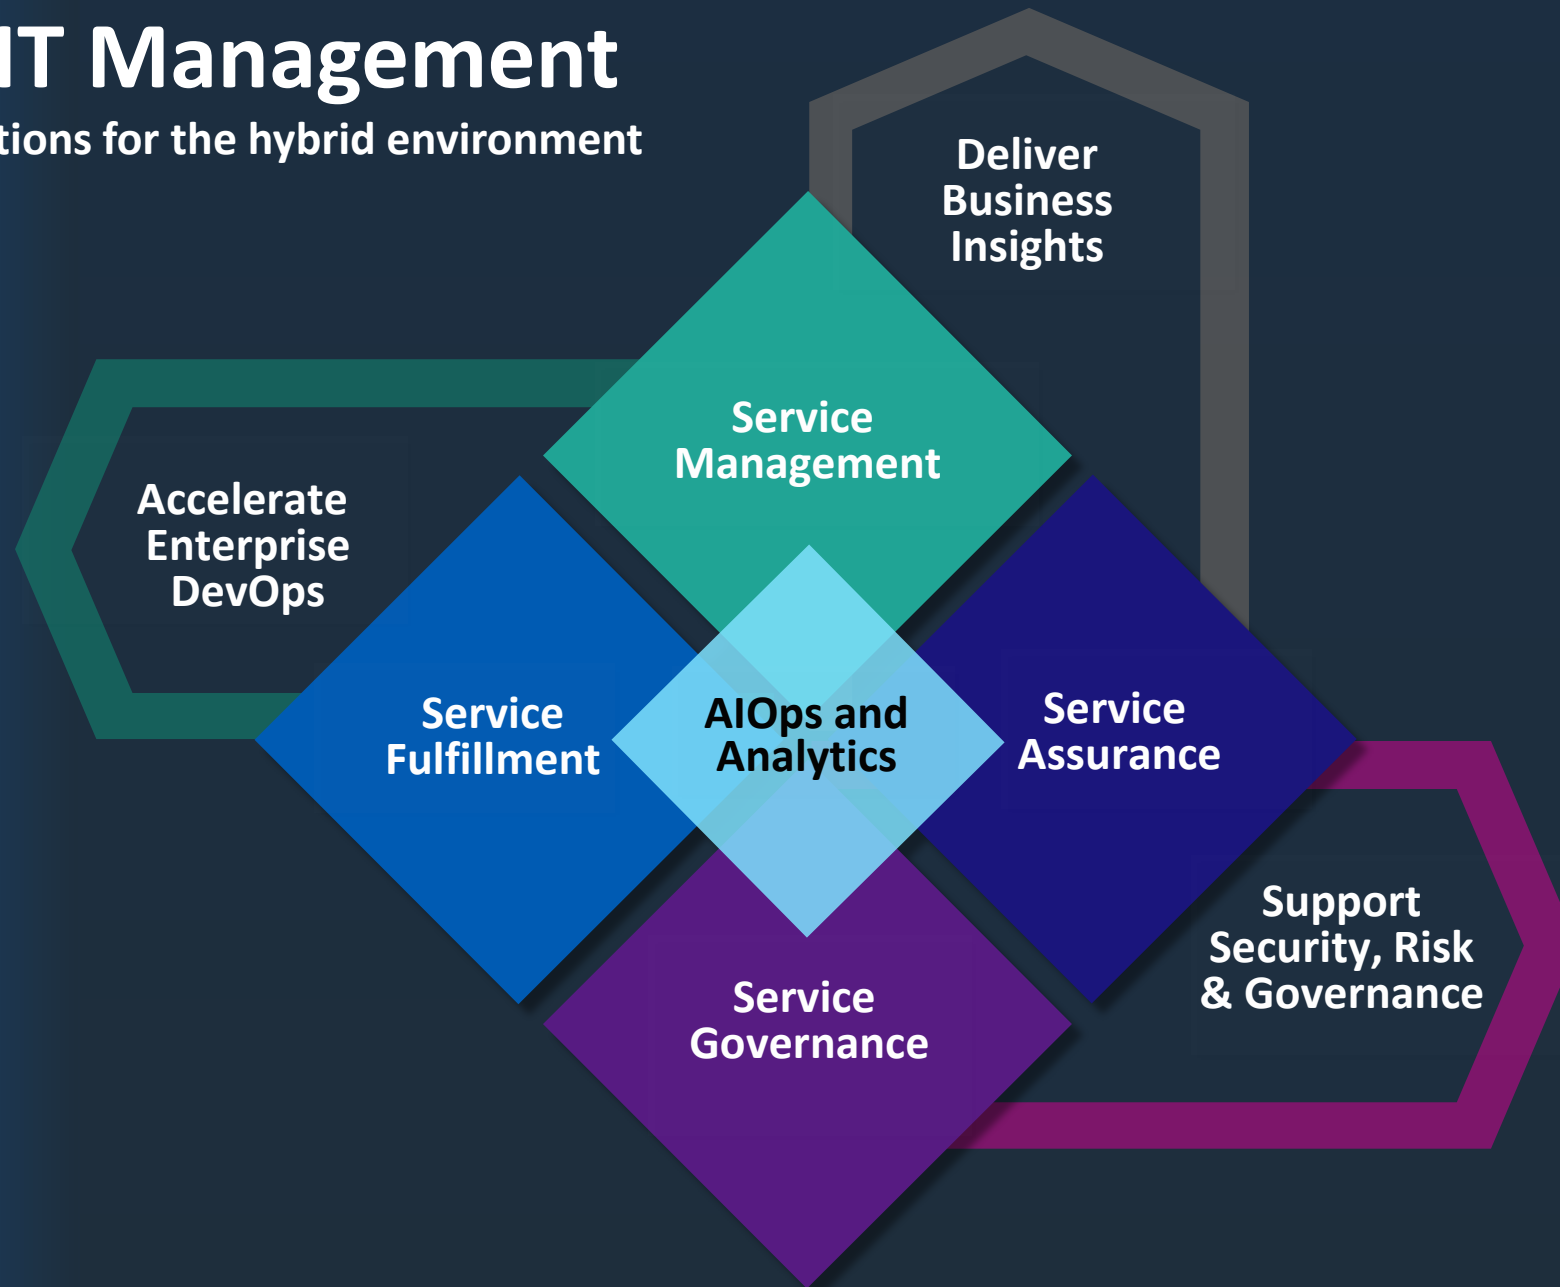 IT Management
tions for the hybrid environment
Deliver
Business
Insights
Service
Management
Accelerate
Enterprise
DevOps
Service
Fulfillment
AIOps and
Analytics
Service
Assurance
Support
Security, Risk
& Governance
Service
Governance